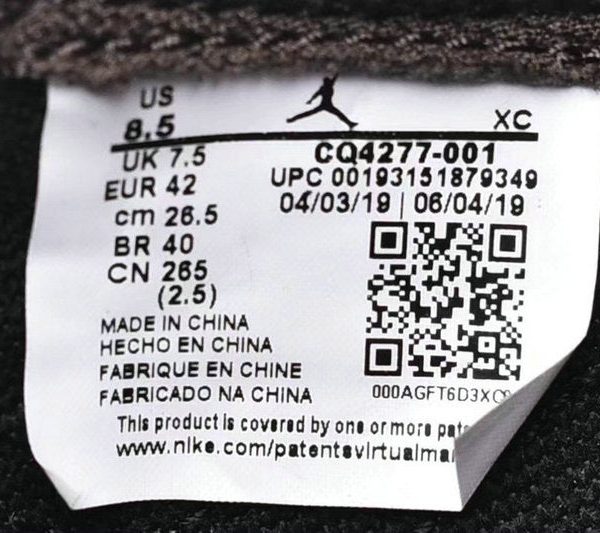 US
8.5
XC
UK 7.5
EUR 42
cm 26.5
BR 40
CN 265
(2.5)
CQ4277-001
UPC 00193151879349
04/03/19 | 06/04/19
MADE IN CHINA
HECHO EN CHINA
FABRIQUE EN CHINE
FABRICADO NA CHINA
000AGFT6D3XC
This product is covered by one or more
www.nike.com/patentsvirtualma